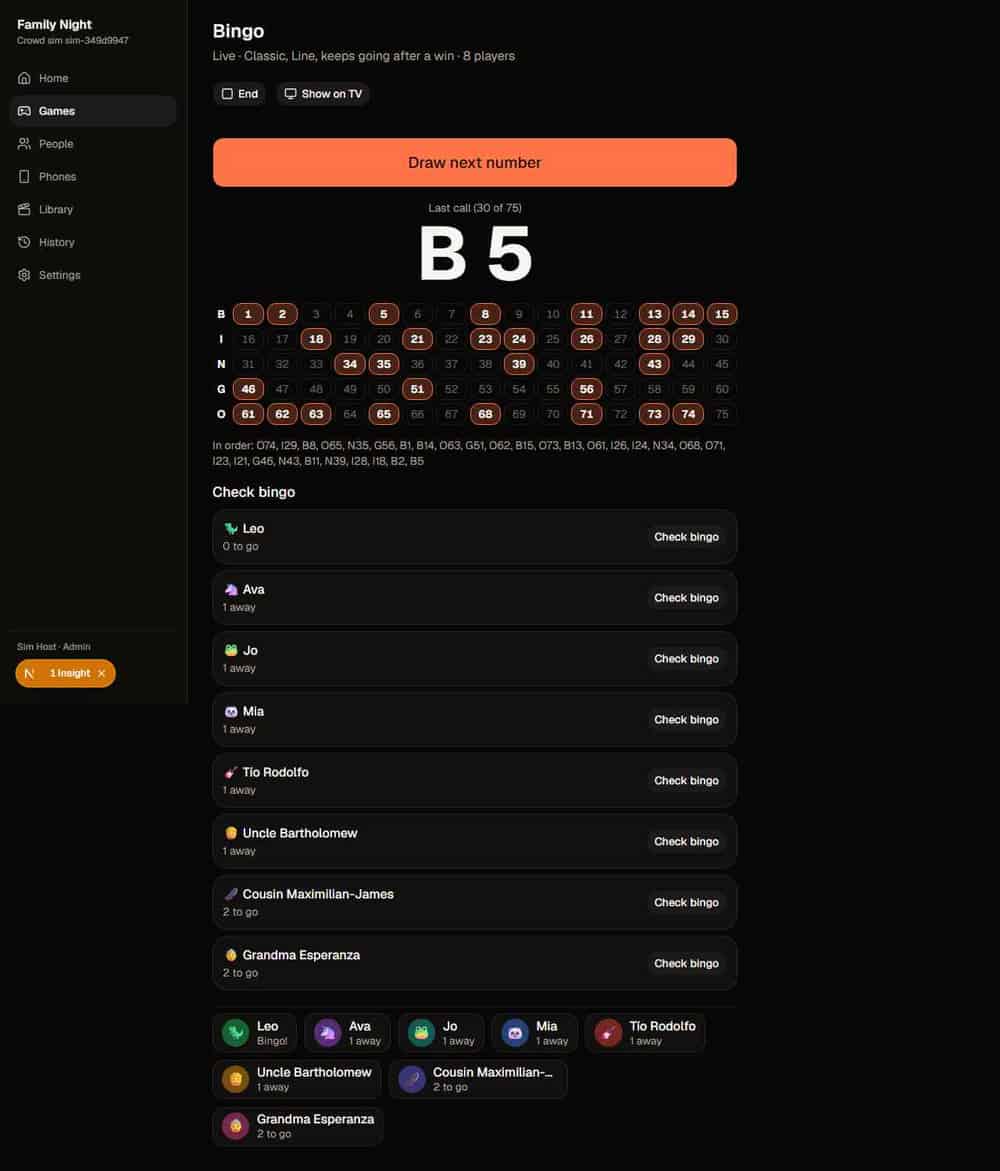 Family Night
Crowd sim sim-349d9947
Home
Games
People
Phones
Library
History
Settings
Sim Host · Admin
1 Insight
Bingo
Live · Classic, Line, keeps going after a win · 8 players
End
Show on TV
Draw next number
Last call (30 of 75)
B 5
B 1 2 3 4 5 6 7 8 9 10 11 12 13 14 15
I 16 17 18 19 20 21 22 23 24 25 26 27 28 29 30
N 31 32 33 34 35 36 37 38 39 40 41 42 43 44 45
G 46 47 48 49 50 51 52 53 54 55 56 57 58 59 60
O 61 62 63 64 65 66 67 68 69 70 71 72 73 74 75
In order: O74, I29, B8, O65, N35, G56, B1, B14, O63, G51, O62, B15, O73, B13, O61, I26, I24, N34, O68, O71,
I23, I21, G46, N43, B11, N39, I28, I18, B2, B5
Check bingo
Leo
0 to go
Check bingo
Ava
1 away
Check bingo
Jo
1 away
Check bingo
Mia
1 away
Check bingo
Tío Rodolfo
1 away
Check bingo
Uncle Bartholomew
1 away
Check bingo
Cousin Maximilian-James
2 to go
Check bingo
Grandma Esperanza
2 to go
Check bingo
Leo
Bingo!
Ava
1 away
Jo
1 away
Mia
1 away
Tío Rodolfo
1 away
Uncle Bartholomew
1 away
Cousin Maximilian-...
2 to go
Grandma Esperanza
2 to go